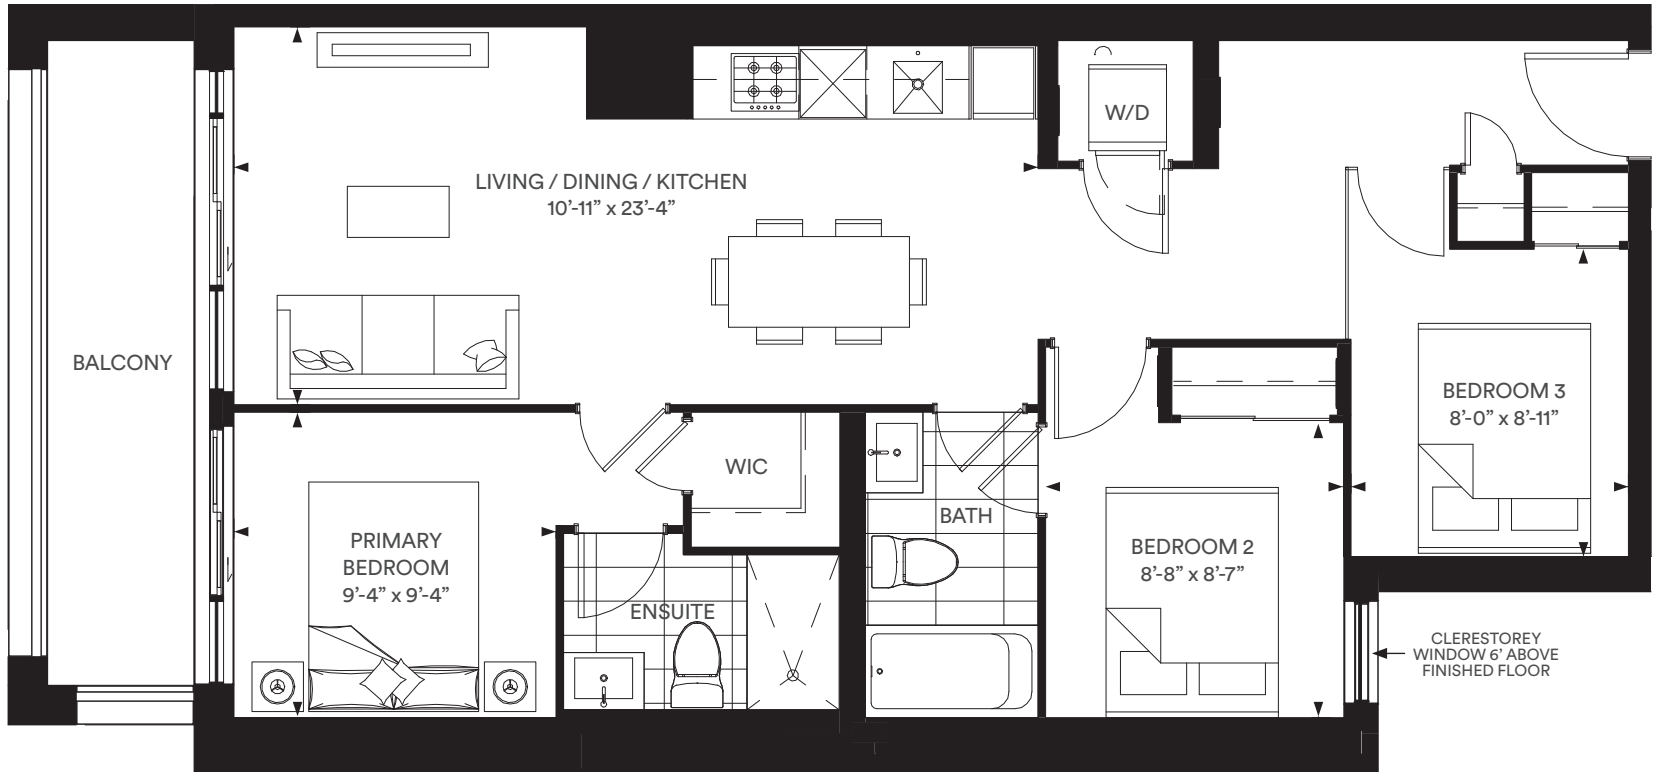 W/D
LIVING / DINING / KITCHEN
10’-11” x 23’-4”
BALCONY
BEDROOM 3
8’-0” x 8’-11”
WIC
BATH
PRIMARY
BEDROOM
9’-4” x 9’-4”
BEDROOM 2
8’-8” x 8’-7”
ENSUITE
CLERESTOREY
WINDOW 6’ ABOVE
FINISHED FLOOR